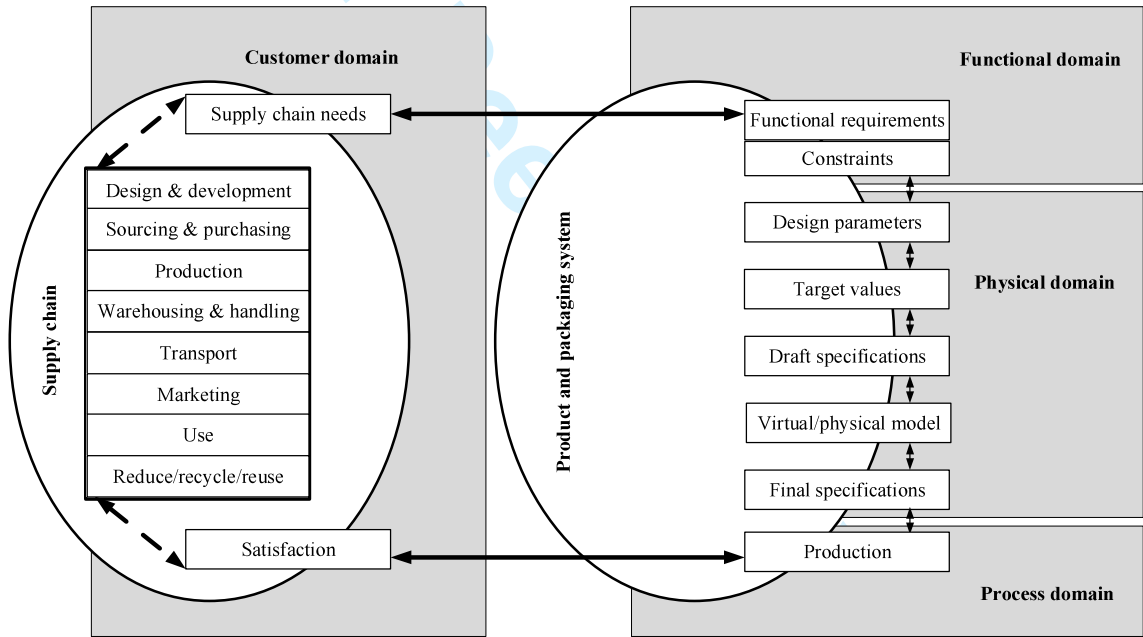 Customer domain
Supply chain needs
Supply chain
Design & development
Sourcing & purchasing
Production
Warehousing & handling
Transport
Marketing
Use
Reduce/recycle/reuse
Satisfaction
Product and packaging system
Functional domain
Functional requirements
Constraints
Design parameters
Physical domain
Target values
Draft specifications
Virtual/physical model
Final specifications
Production
Process domain